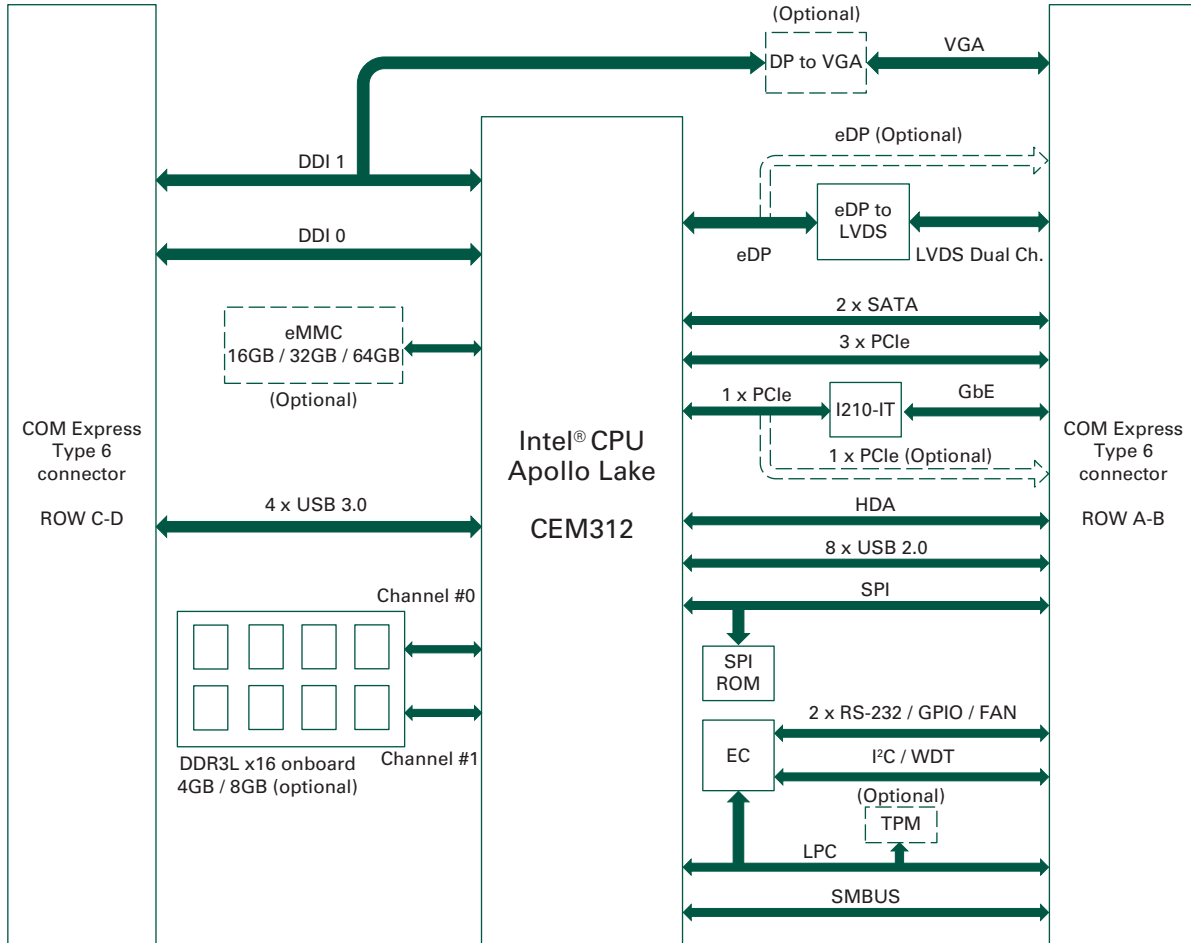 (Optional)
DP to VGA
VGA
DDI 1
eDP (Optional)
eDP to
LVDS
eDP
LVDS Dual Ch.
DDI 0
2 x SATA
eMMC
16GB / 32GB / 64GB
(Optional)
3 x PCIe
1 x PCIe
I210-IT
GbE
1 x PCIe (Optional)
COM Express
Type 6
connector
ROW C-D
Intel® CPU
Apollo Lake
CEM312
COM Express
Type 6
connector
ROW A-B
4 x USB 3.0
HDA
8 x USB 2.0
SPI
SPI
ROM
Channel #0
Channel #1
DDR3L x16 onboard
4GB / 8GB (optional)
2 x RS-232 / GPIO / FAN
EC
I²C / WDT
(Optional)
TPM
LPC
SMBUS